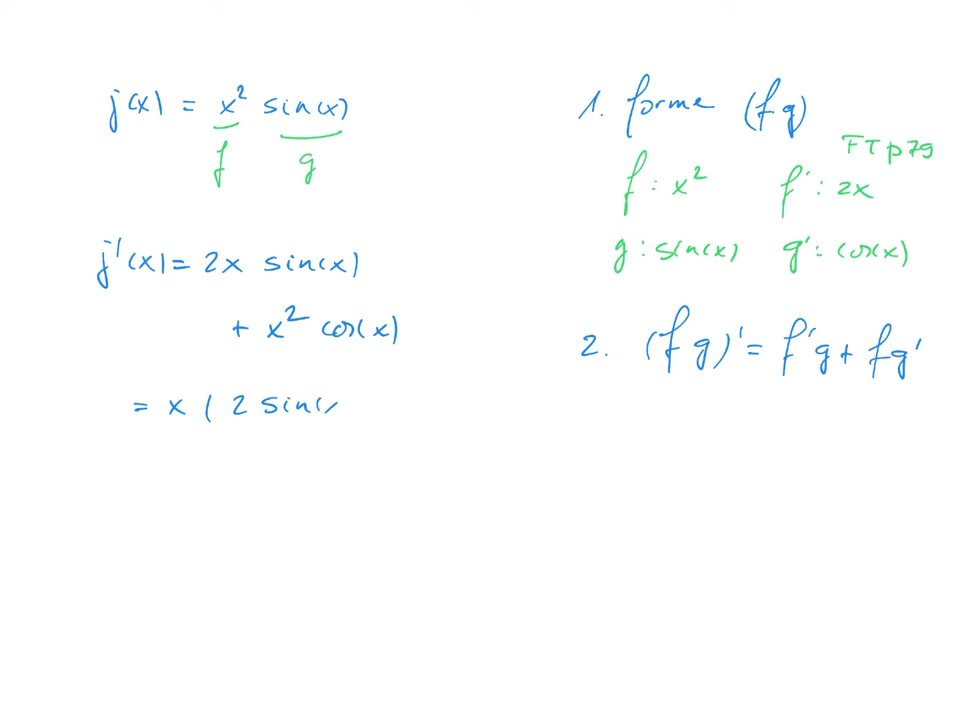 j(x) = x² sin(x)
f g
j'(x) = 2x sin(x)
+ x² cos(x)
= x ( 2 sin(
1. forme (fg)
FT p79
f : x² f' : 2x
g : sin(x) g' : cos(x)
2. (f g)' = f'g + fg'